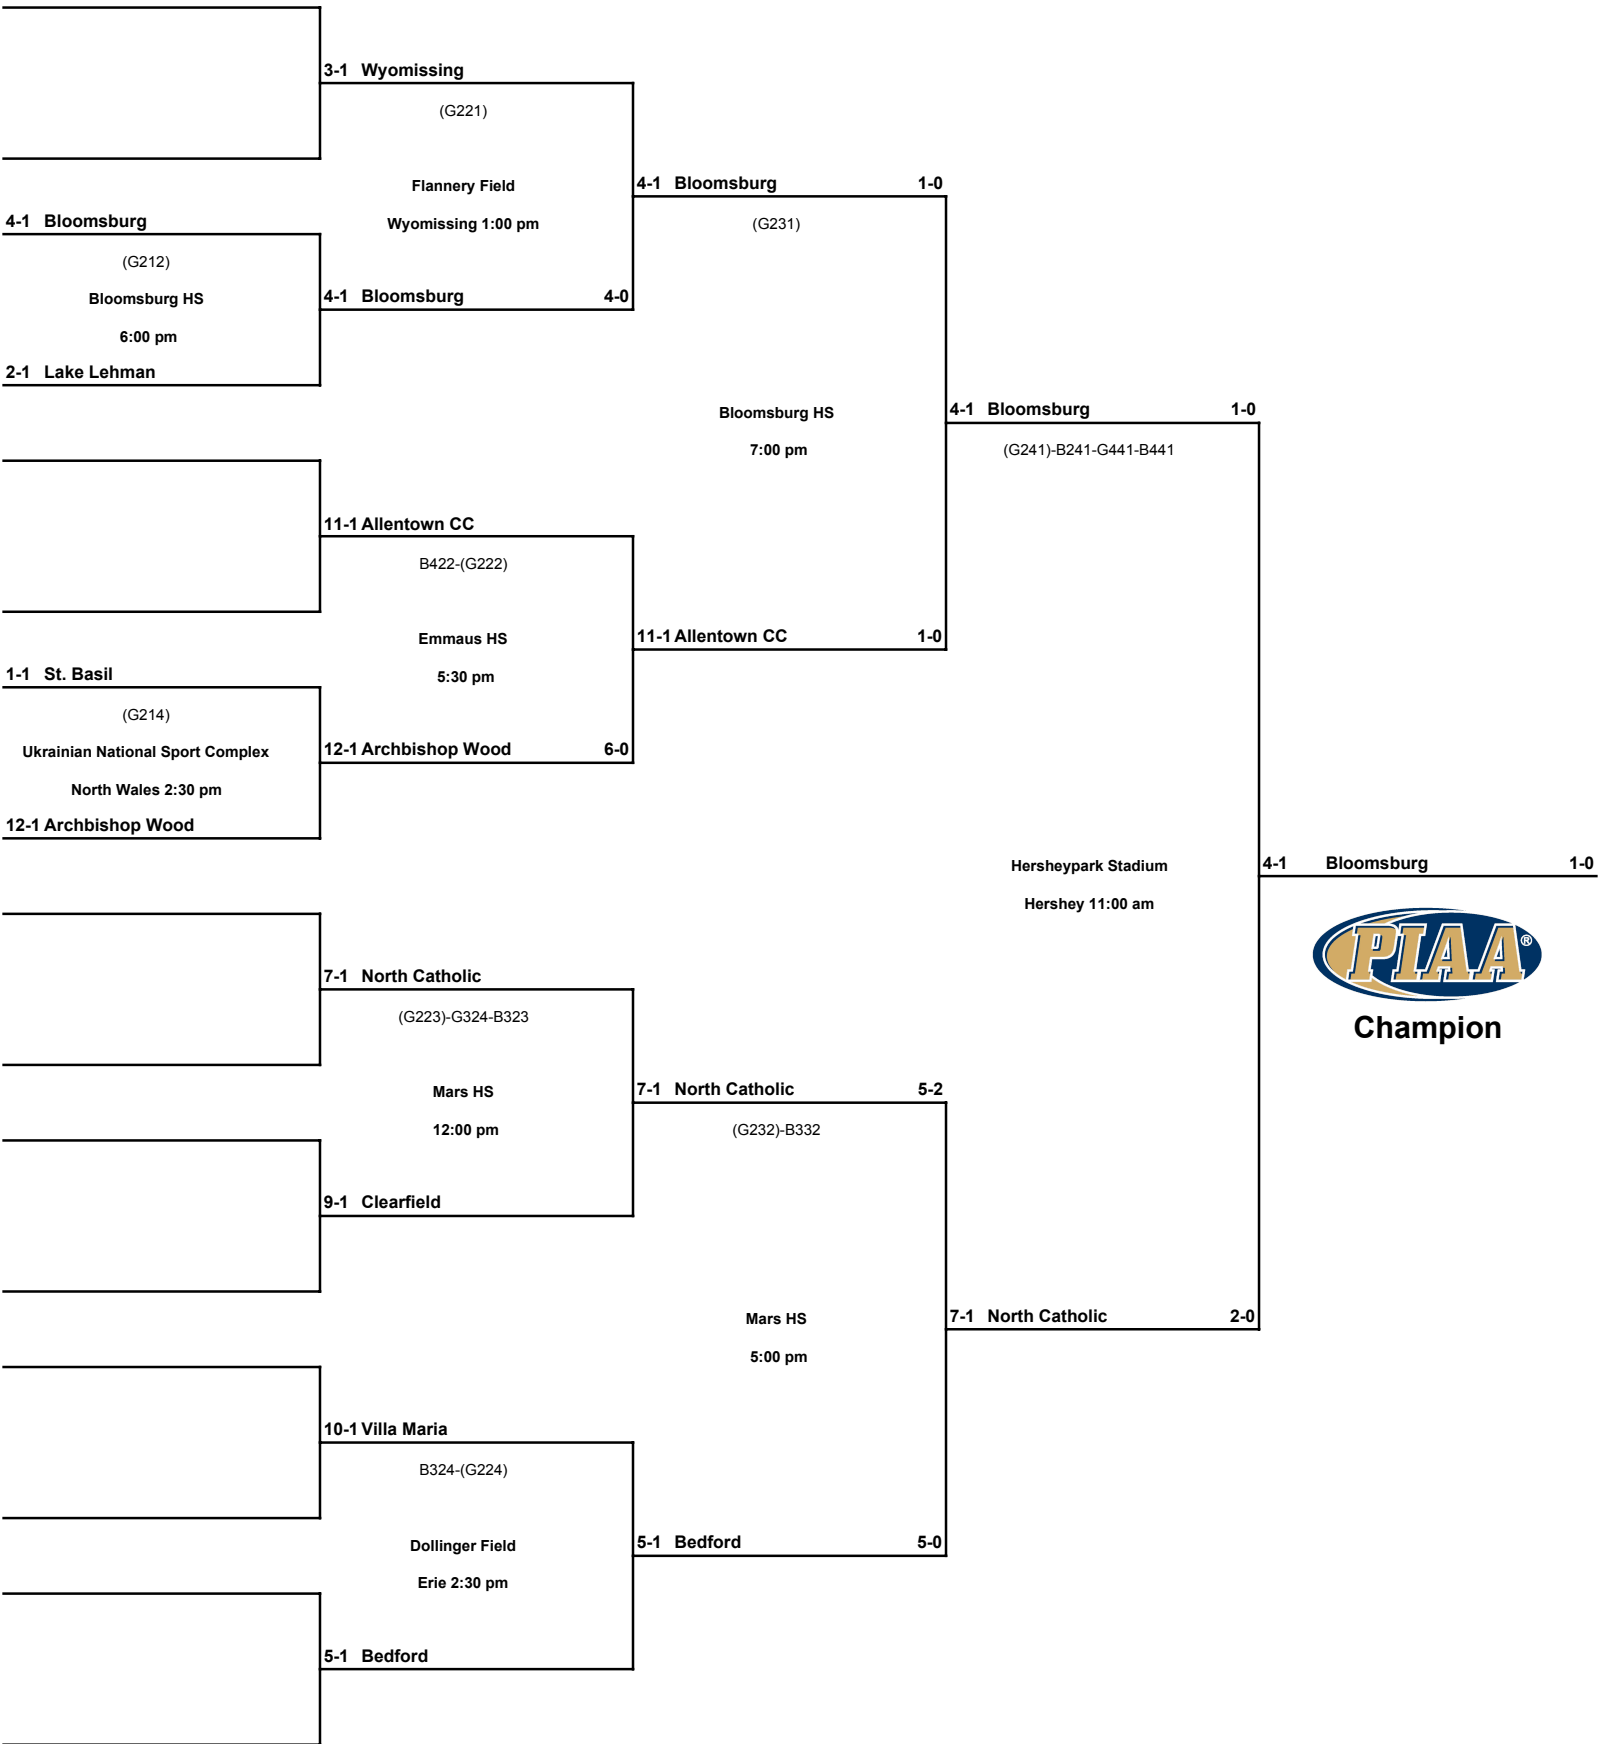 3-1 Wyomissing
(G221)
Flannery Field
4-1 Bloomsburg 1-0
4-1 Bloomsburg
Wyomissing 1:00 pm
(G231)
(G212)
Bloomsburg HS
4-1 Bloomsburg 4-0
6:00 pm
2-1 Lake Lehman
Bloomsburg HS
4-1 Bloomsburg 1-0
7:00 pm
(G241)-B241-G441-B441
11-1 Allentown CC
B422-(G222)
Emmaus HS
11-1 Allentown CC 1-0
1-1 St. Basil
5:30 pm
(G214)
Ukrainian National Sport Complex
12-1 Archbishop Wood 6-0
North Wales 2:30 pm
12-1 Archbishop Wood
Hersheypark Stadium
4-1 Bloomsburg 1-0
Hershey 11:00 am
PIAA®
Champion
7-1 North Catholic
(G223)-G324-B323
Mars HS
7-1 North Catholic 5-2
12:00 pm
(G232)-B332
9-1 Clearfield
Mars HS
7-1 North Catholic 2-0
5:00 pm
10-1 Villa Maria
B324-(G224)
Dollinger Field
5-1 Bedford 5-0
Erie 2:30 pm
5-1 Bedford